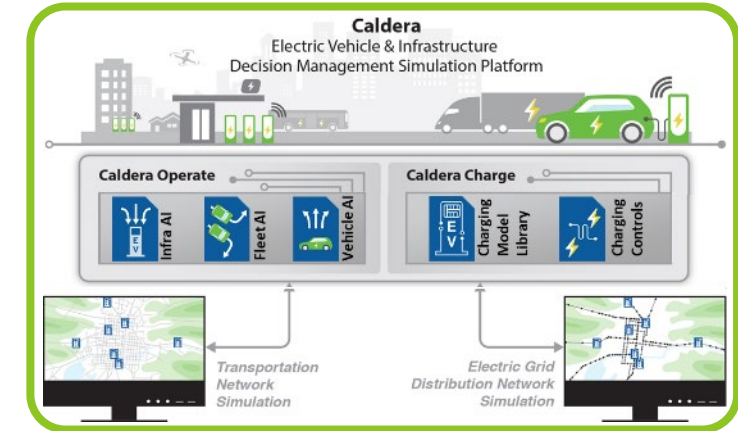 Caldera
Electric Vehicle & Infrastructure
Decision Management Simulation Platform
Caldera Operate
Infra AI
Fleet AI
Vehicle AI
Caldera Charge
E
V
Charging
Model
Library
Charging
Controls
EV
Transportation
Network
Simulation
Electric Grid
Distribution Network
Simulation